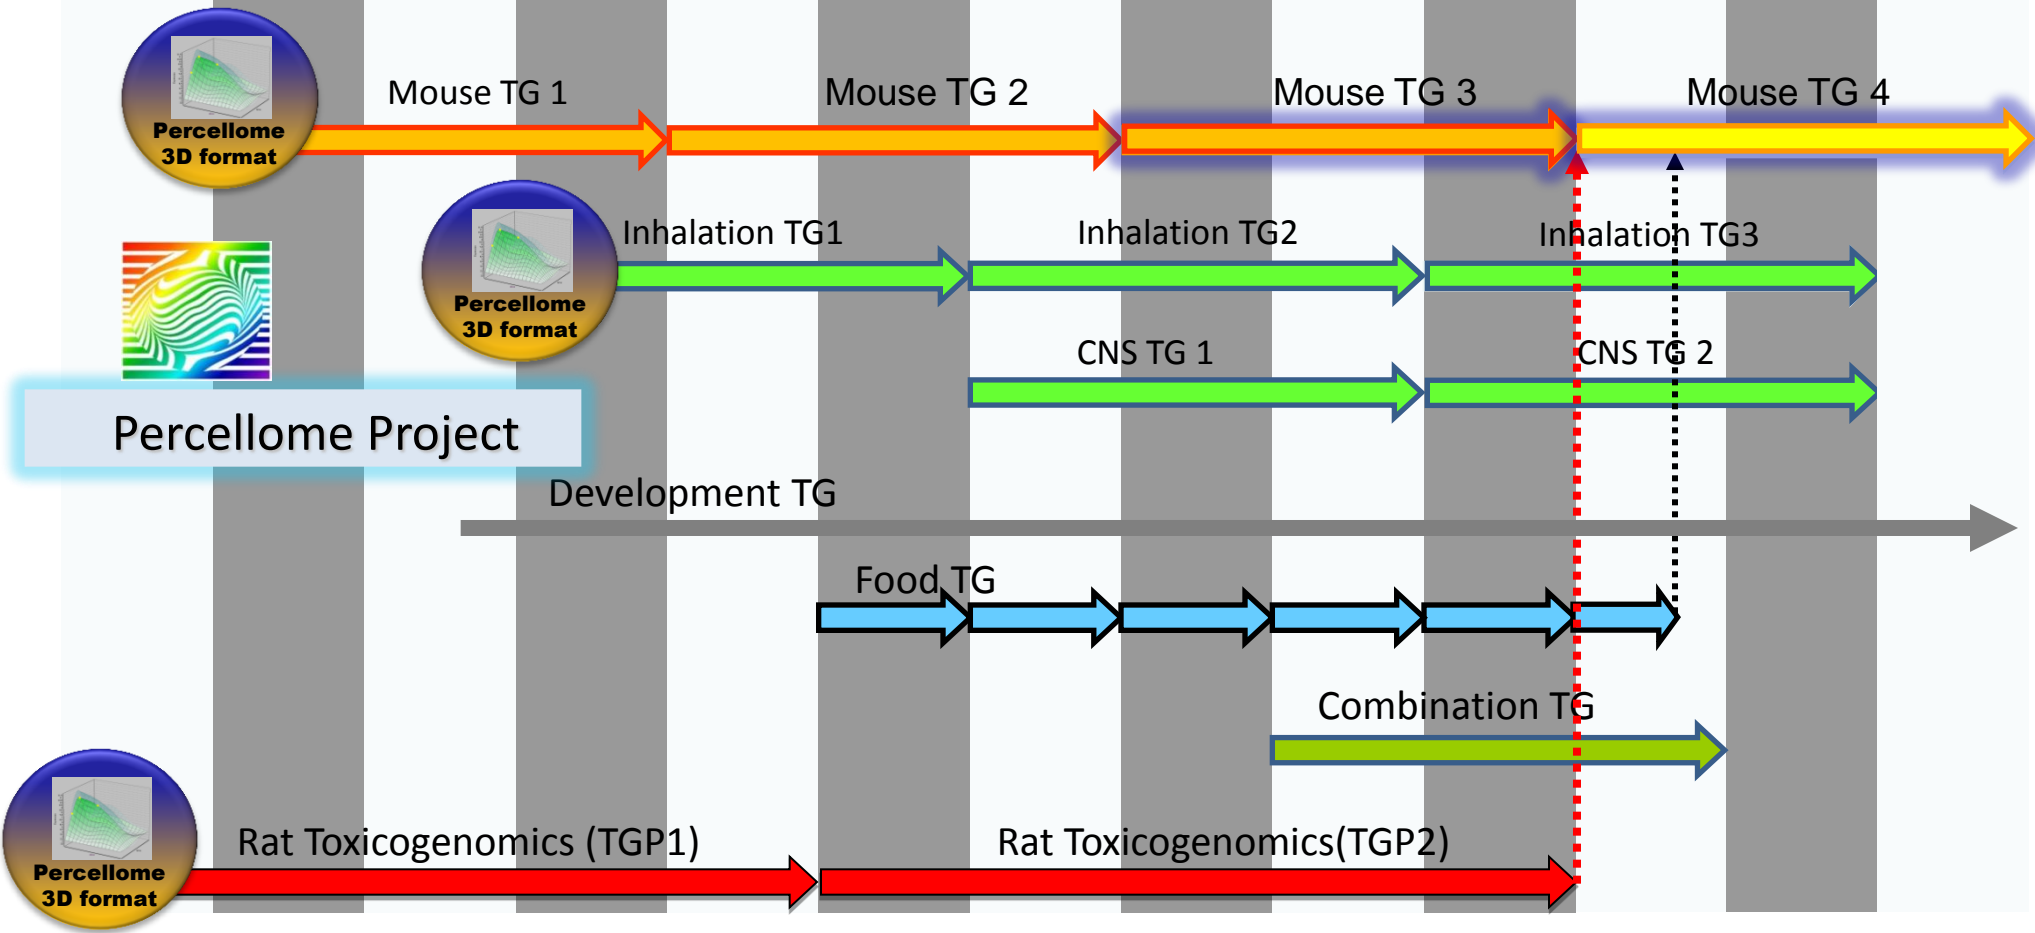 Mouse TG 1
Mouse TG 2
Mouse TG 3
Mouse TG 4
Percellome
3D format
Inhalation TG1
Inhalation TG2
Inhalation TG3
Percellome
3D format
CNS TG 1
CNS TG 2
Percellome Project
Development TG
Food TG
Combination TG
Rat Toxicogenomics (TGP1)
Rat Toxicogenomics(TGP2)
Percellome
3D format